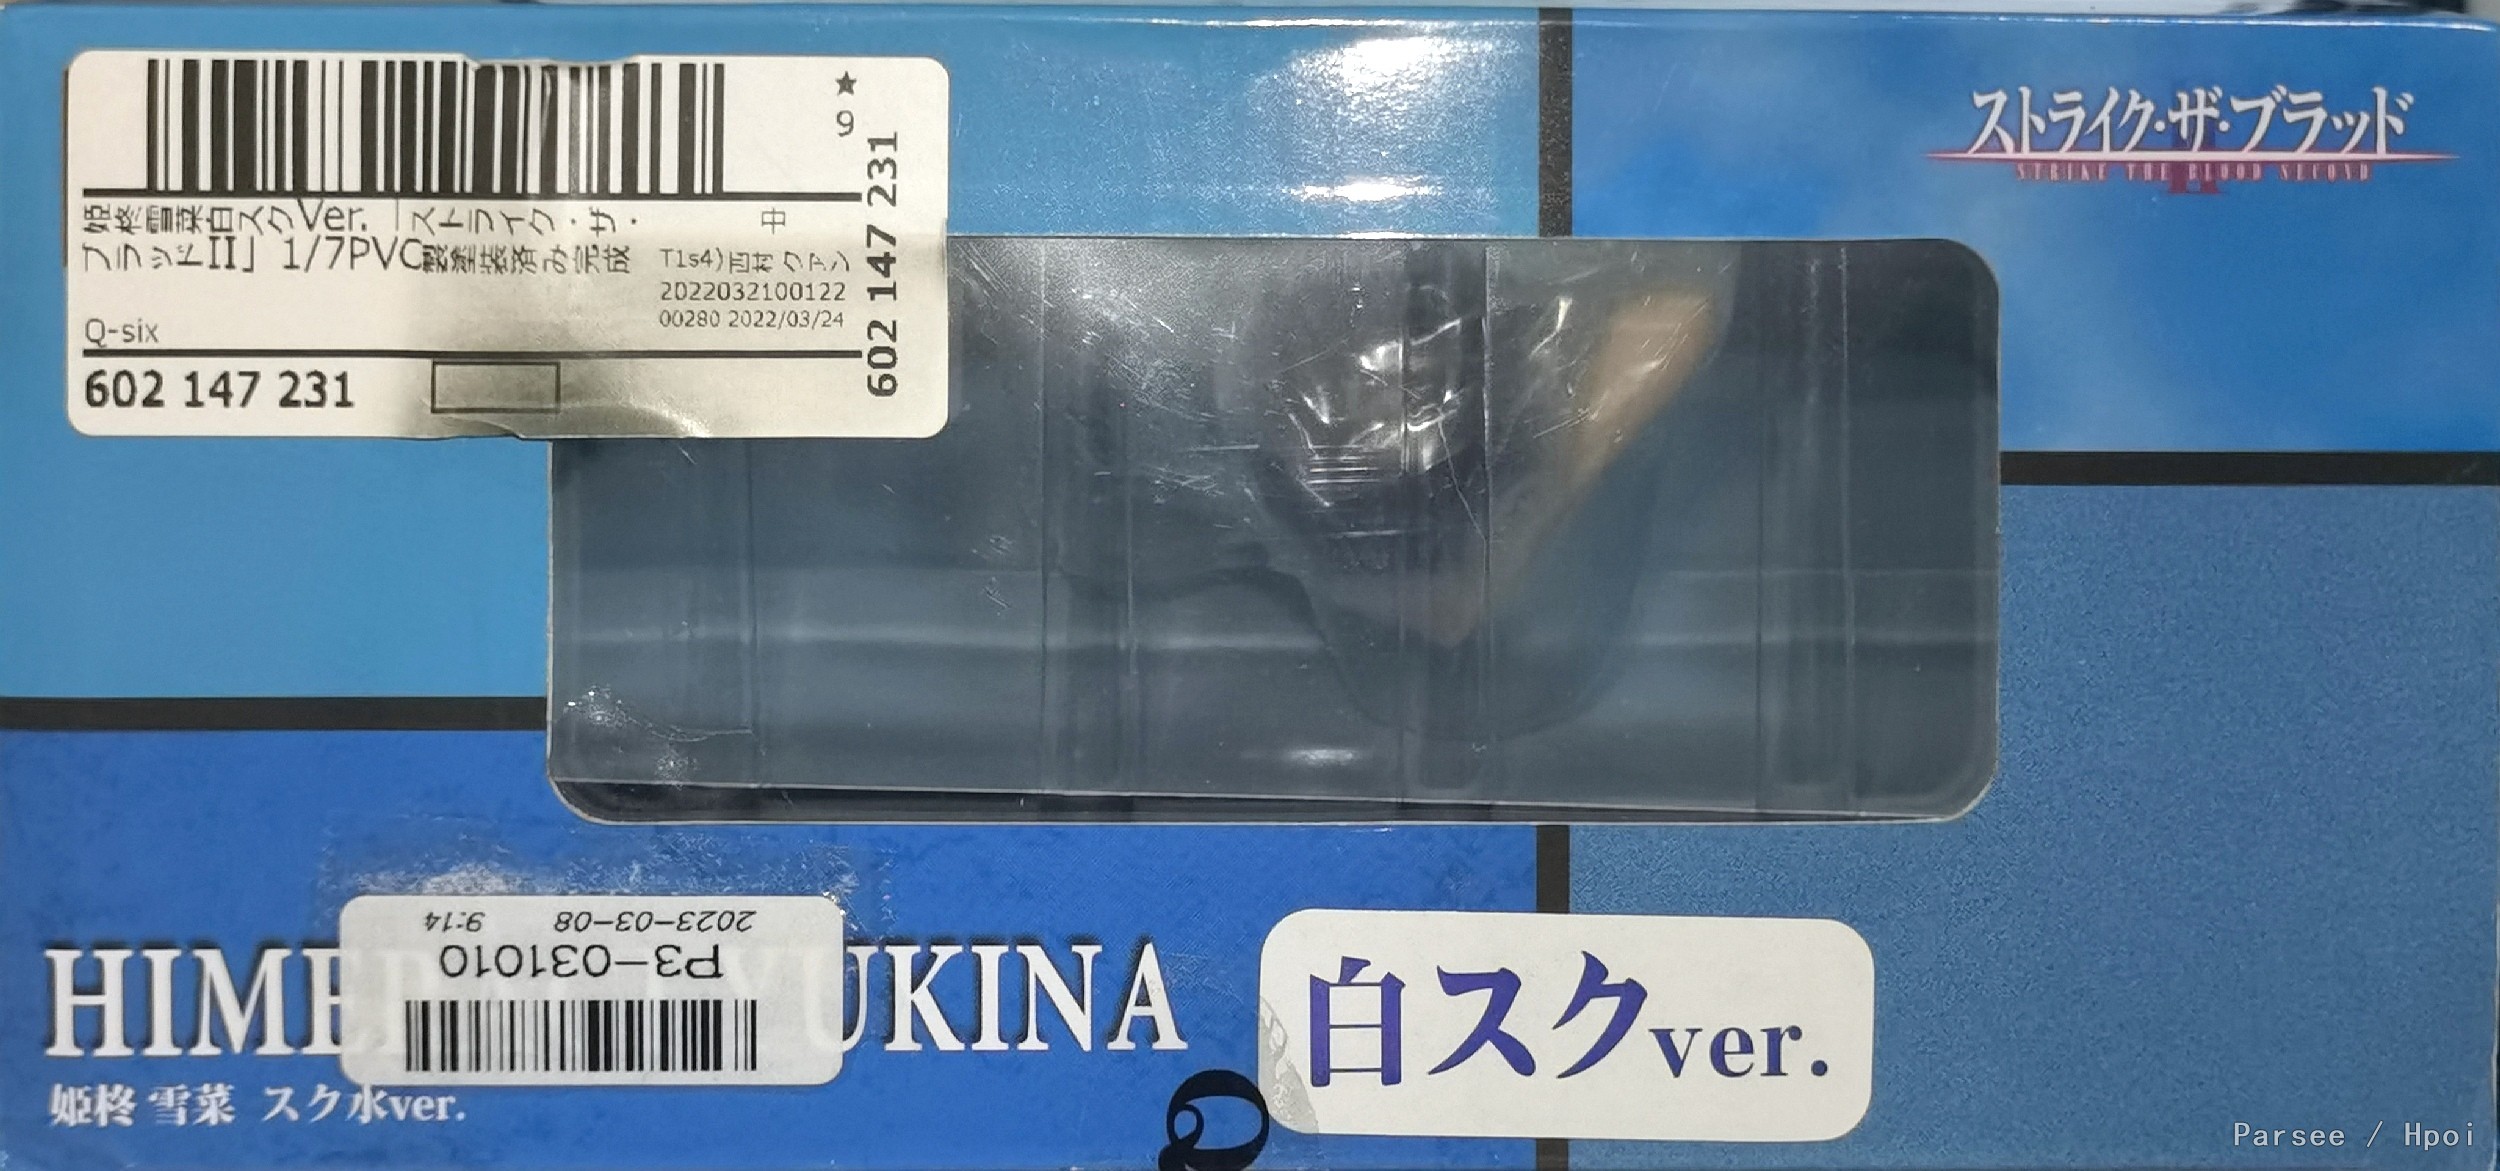 ★
9
姫柊雪菜白スクVer. 「ストライク・ザ・
ブラッドII」 1/7PVC製塗装済み完成
中
T1s4)西村 クアン
2022032100122
00280 2022/03/24
Q-six
602 147 231
602 147 231
ストライク・ザ・ブラッド
II
STRIKE THE BLOOD SECOND
2023-03-08 9:14
P3-031010
YUKINA
姫柊 雪菜 スク水ver.
白スクver.
Q
Parsee / Hpoi